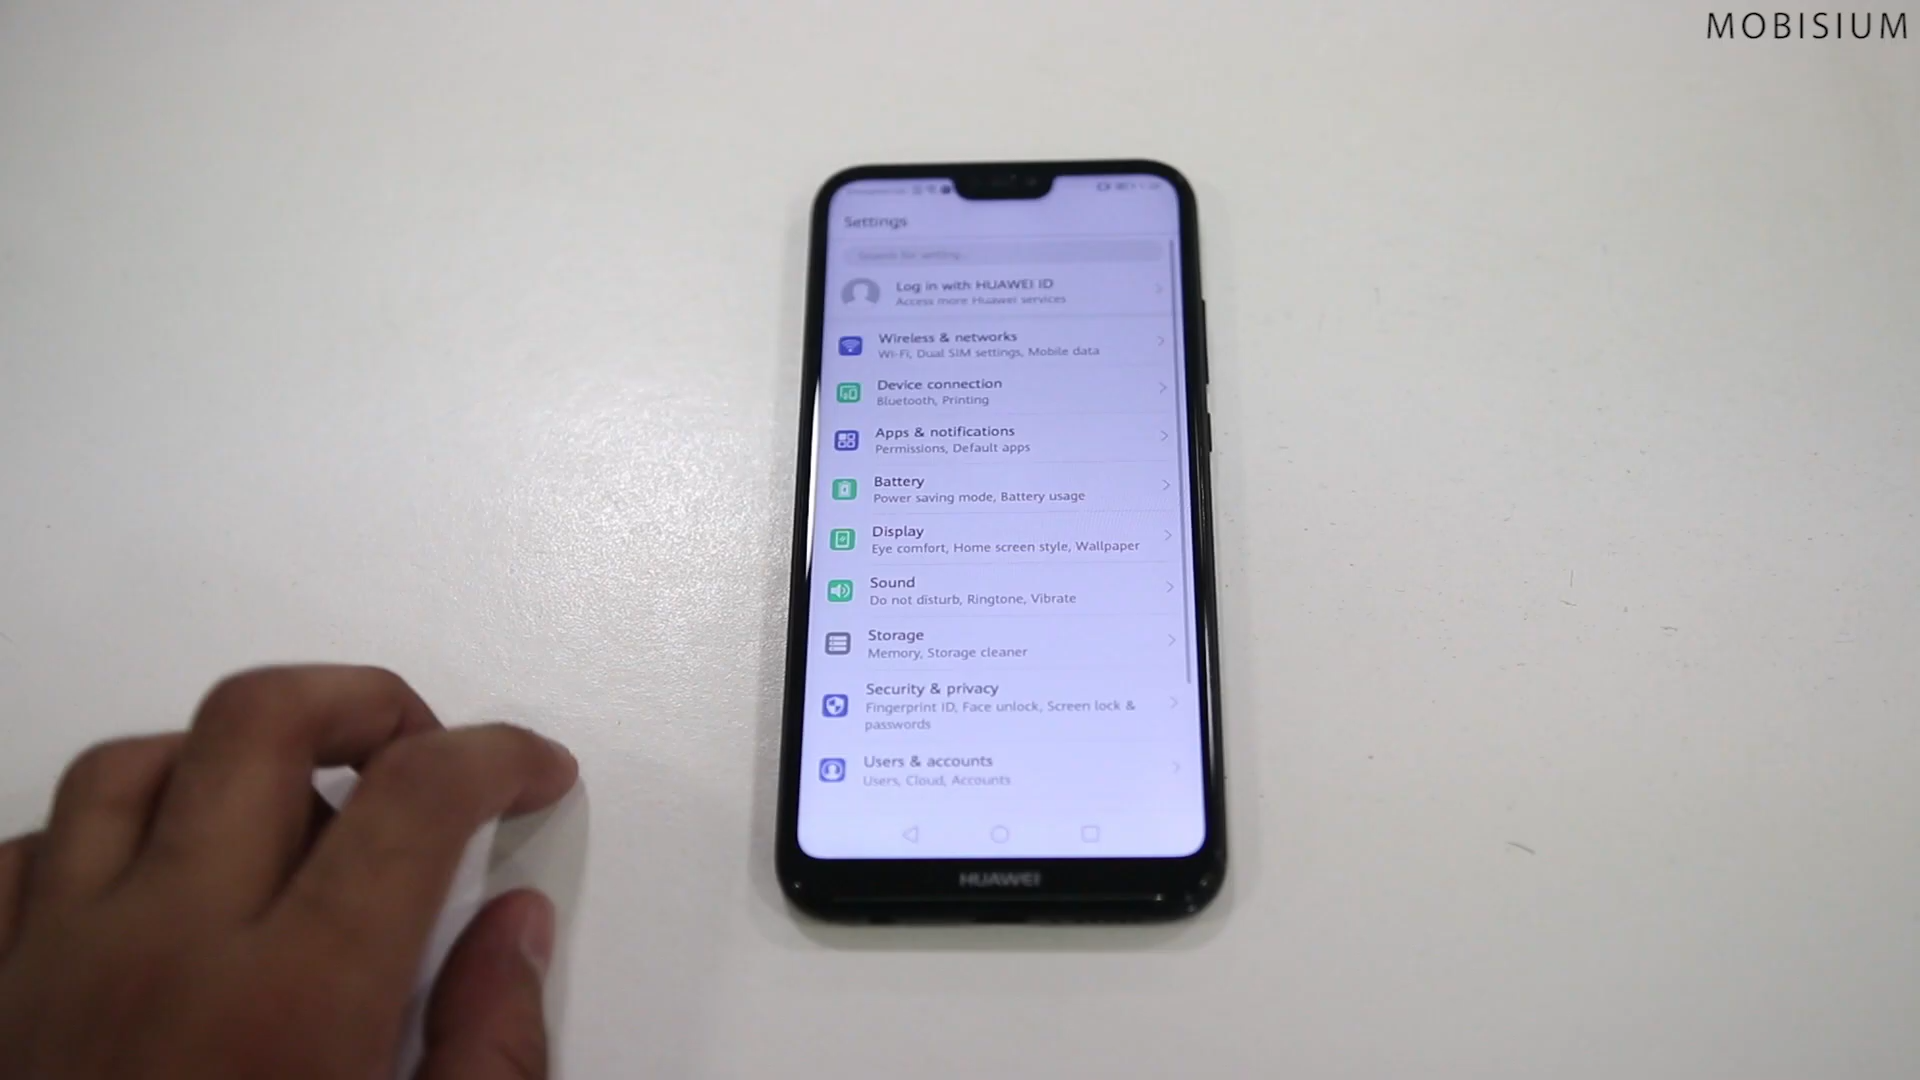 MOBISIUM
Settings
Search for setting...
Log in with HUAWEI ID
Access more Huawei services
Wireless & networks
Wi-Fi, Dual SIM settings, Mobile data
Device connection
Bluetooth, Printing
Apps & notifications
Permissions, Default apps
Battery
Power saving mode, Battery usage
Display
Eye comfort, Home screen style, Wallpaper
Sound
Do not disturb, Ringtone, Vibrate
Storage
Memory, Storage cleaner
Security & privacy
Fingerprint ID, Face unlock, Screen lock &
passwords
Users & accounts
Users, Cloud, Accounts
HUAWEI